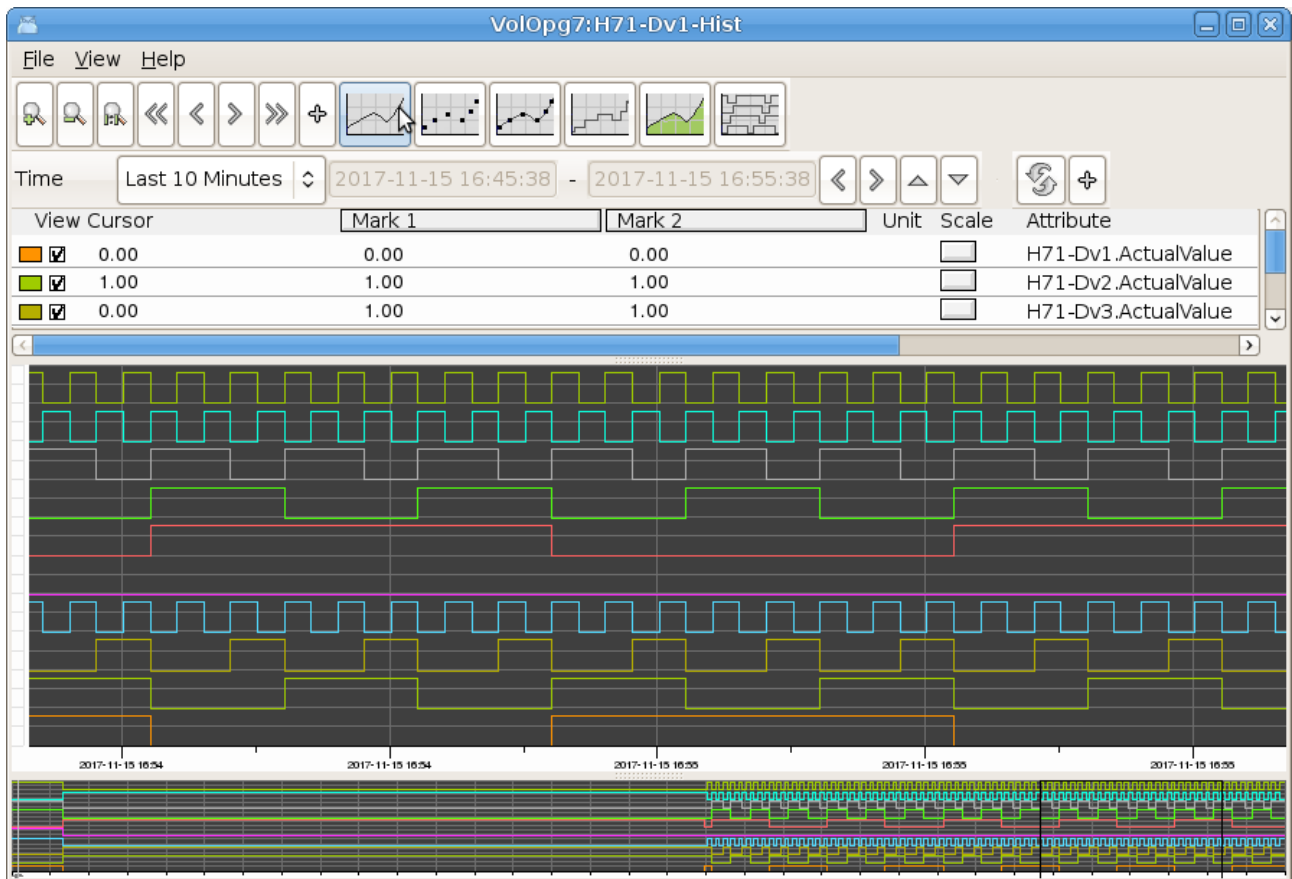 VolOpg7:H71-Dv1-Hist
File View Help
Time Last 10 Minutes 2017-11-15 16:45:38 - 2017-11-15 16:55:38
View Cursor Mark 1 Mark 2 Unit Scale Attribute
0.00 0.00 0.00 H71-Dv1.ActualValue
1.00 1.00 1.00 H71-Dv2.ActualValue
0.00 1.00 1.00 H71-Dv3.ActualValue
2017-11-15 16:54 2017-11-15 16:54 2017-11-15 16:55 2017-11-15 16:55 2017-11-15 16:55